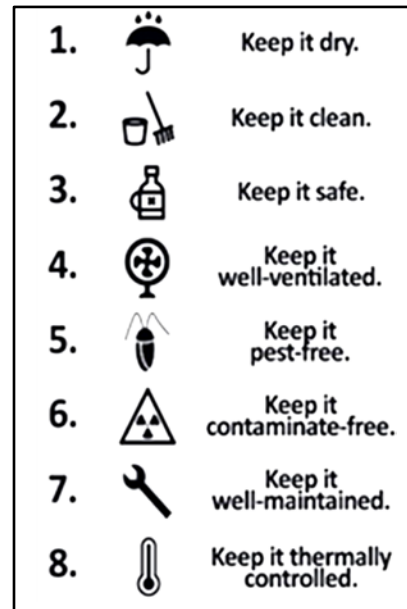 1. Keep it dry.
2. Keep it clean.
3. Keep it safe.
4. Keep it
well-ventilated.
5. Keep it
pest-free.
6. Keep it
contaminate-free.
7. Keep it
well-maintained.
8. Keep it thermally
controlled.